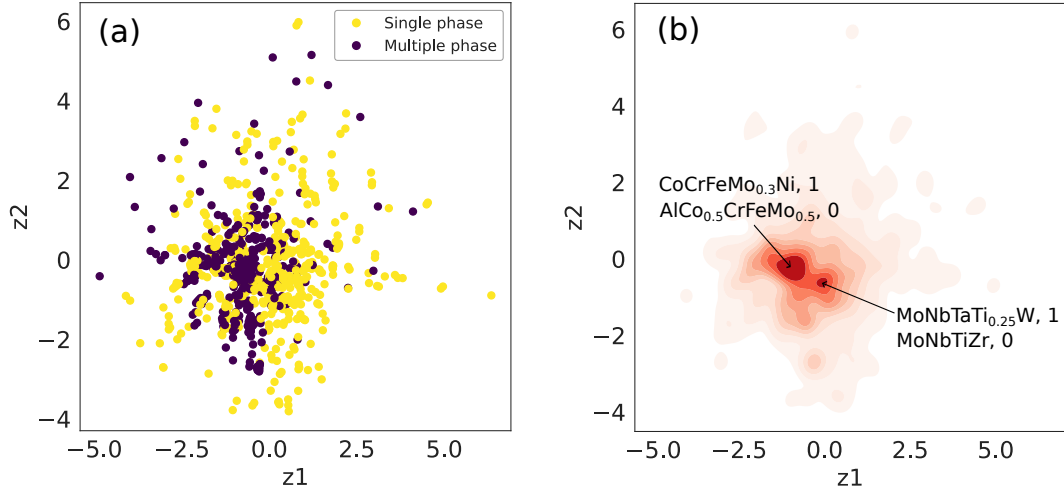 (a)
Single phase
Multiple phase
6
4
2
0
−2
−4
z2
−5.0
−2.5
0.0
2.5
5.0
z1
(b)
6
4
2
0
−2
−4
z2
CoCrFeMo0.3Ni, 1
AlCo0.5CrFeMo0.5, 0
MoNbTaTi0.25W, 1
MoNbTiZr, 0
−5.0
−2.5
0.0
2.5
5.0
z1